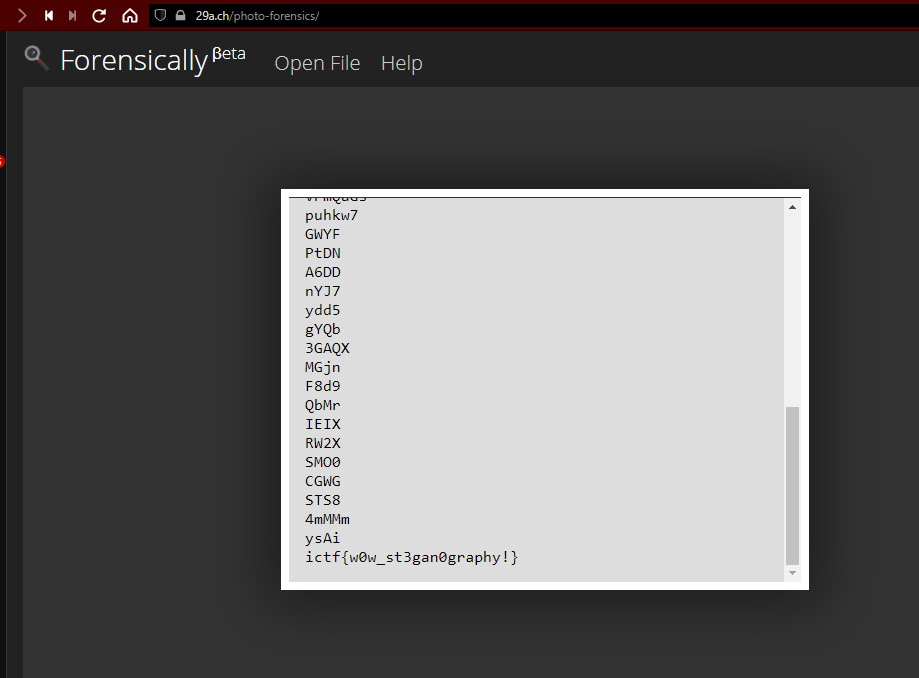 29a.ch/photo-forensics/
Forensically βeta Open File Help
puhkw7
GWYF
PtDN
A6DD
nYJ7
ydd5
gYQb
3GAQX
MGjn
F8d9
QbMr
IEIX
RW2X
SMO0
CGWG
STS8
4mMMm
ysAi
ictf{w0w_st3gan0graphy!}